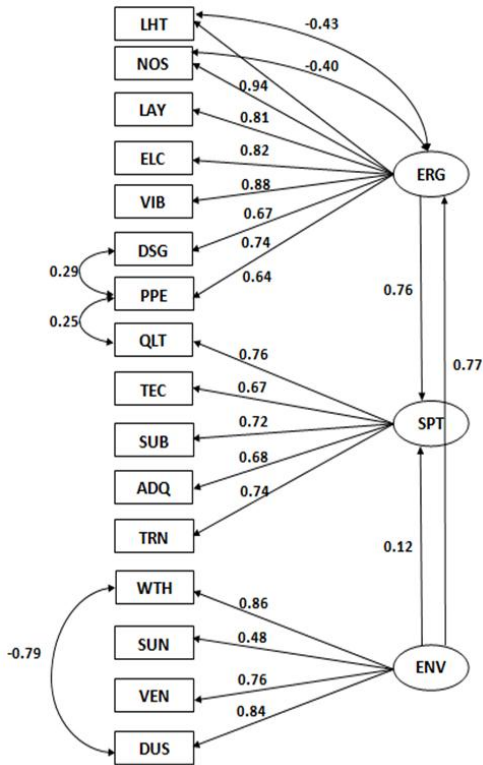 LHT
-0.43
NOS
-0.40
0.94
LAY
0.81
ELC
0.82
ERG
VIB
0.88
0.67
DSG
0.74
0.29
PPE
0.64
0.76
0.25
QLT
0.76
0.77
TEC
0.67
SUB
0.72
SPT
ADQ
0.68
0.74
TRN
0.12
WTH
0.86
SUN
0.48
-0.79
ENV
VEN
0.76
0.84
DUS